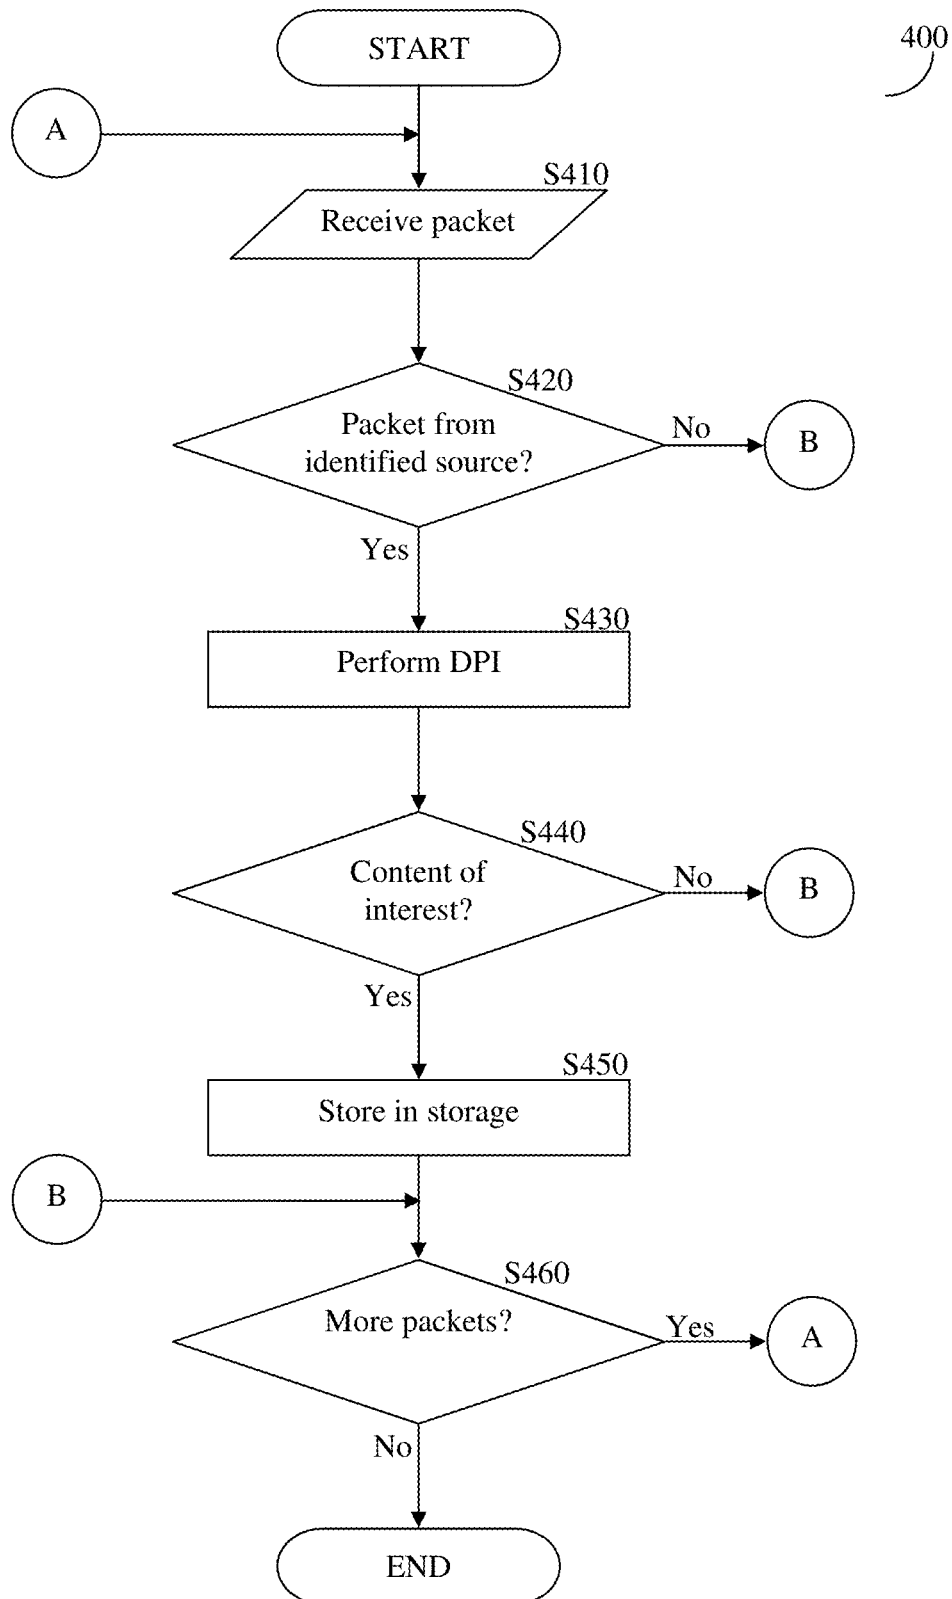 START
400
A
S410
Receive packet
S420
Packet from
identified source?
No
B
Yes
S430
Perform DPI
S440
Content of
interest?
No
B
Yes
S450
Store in storage
B
S460
More packets?
Yes
A
No
END